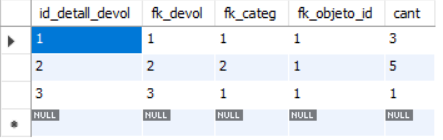 id_detall_devol fk_devol fk_categ fk_objeto_id cant
1 1 1 1 3
2 2 2 1 5
3 3 1 1 1
NULL NULL NULL NULL NULL